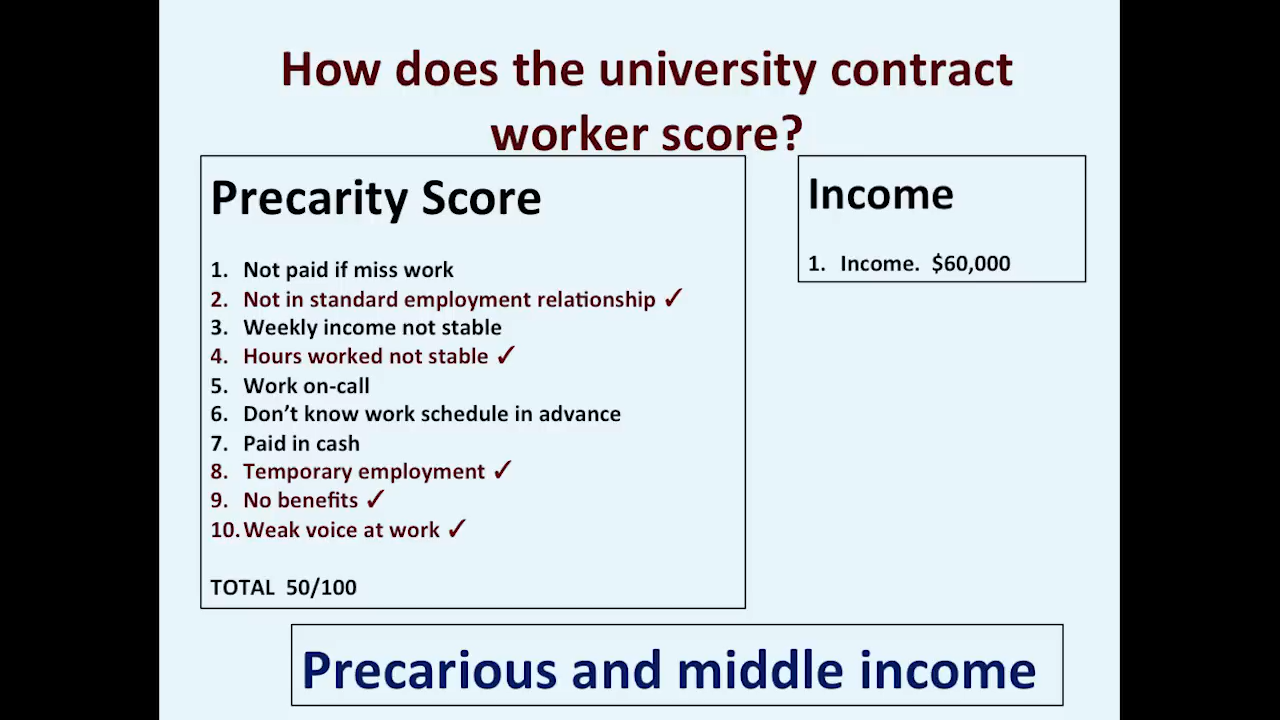 How does the university contract
worker score?
Precarity Score
1. Not paid if miss work
2. Not in standard employment relationship ✓
3. Weekly income not stable
4. Hours worked not stable ✓
5. Work on-call
6. Don’t know work schedule in advance
7. Paid in cash
8. Temporary employment ✓
9. No benefits ✓
10. Weak voice at work ✓
TOTAL 50/100
Income
1. Income. $60,000
Precarious and middle income